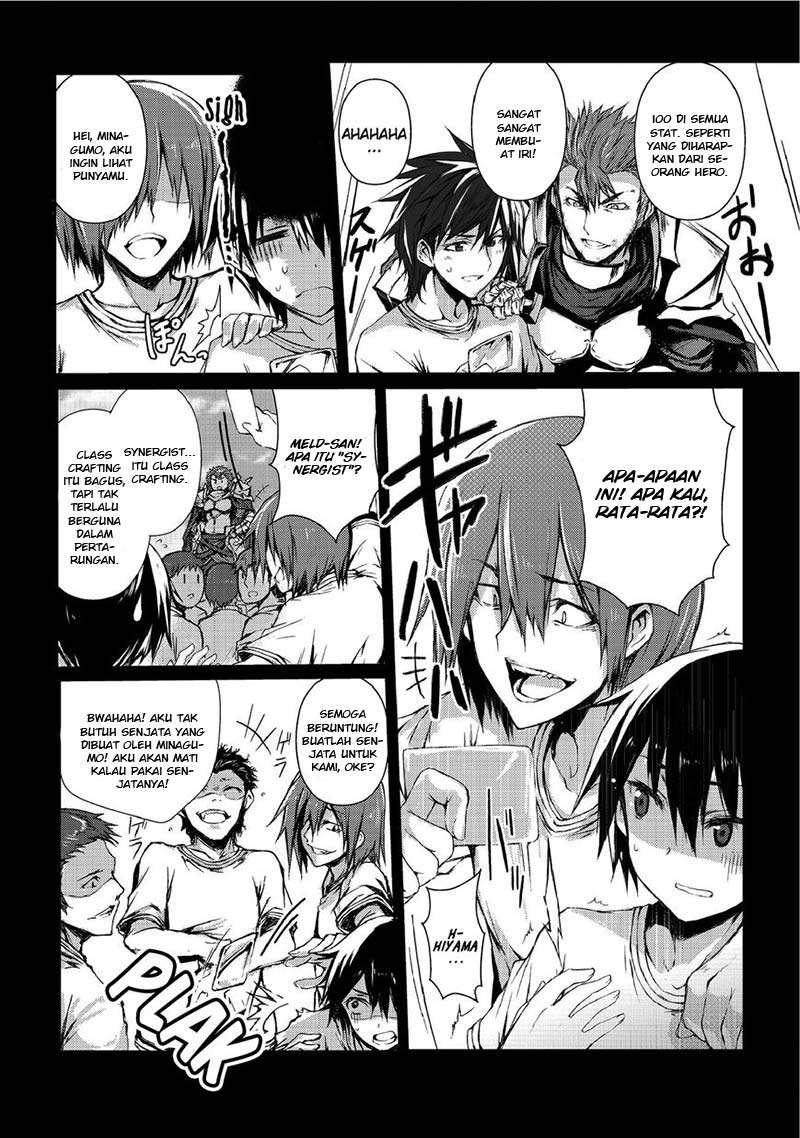 100 DI SEMUA
STAT. SEPERTI
YANG DIHARAP-
KAN DARI SE-
ORANG HERO.
SANGAT
SANGAT
MEMBU-
AT IRI!
AHAHAHA
...
おおー
スゲー
sigh
HEI, MINA-
GUMO, AKU
INGIN LIHAT
PUNYAMU.
ぽんっ
APA-APAAN
INI! APA KAU,
RATA-RATA?!
ギャハハ
H-
HIYAMA
...
MELD-SAN!
APA ITU "SY-
NERGIST"?
SYNERGIST...
ITU CLASS
CRAFTING.
CLASS
CRAFTING
ITU BAGUS,
TAPI TAK
TERLALU
BERGUNA
DALAM
PERTA-
RUNGAN.
SEMOGA
BERUNTUNG!
BUATLAH SEN-
JATA UNTUK
KAMI, OKE?
BWAHAHA! AKU TAK
BUTUH SENJATA YANG
DIBUAT OLEH MINAGU-
MO! AKU AKAN MATI
KALAU PAKAI SEN-
JATANYA!
PLAK